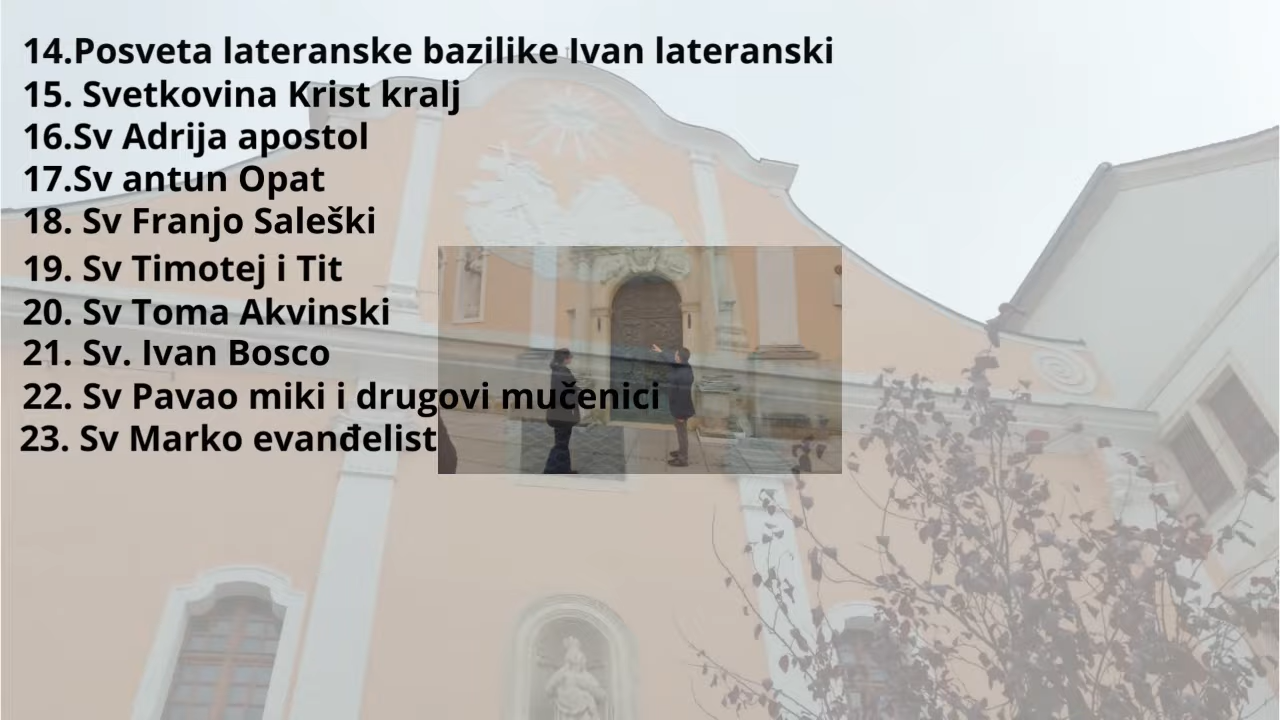 14.Posveta lateranske bazilike Ivan lateranski
15. Svetkovina Krist kralj
16.Sv Adrija apostol
17.Sv antun Opat
18. Sv Franjo Saleški
19. Sv Timotej i Tit
20. Sv Toma Akvinski
21. Sv. Ivan Bosco
22. Sv Pavao miki i drugovi mučenici
23. Sv Marko evanđelist